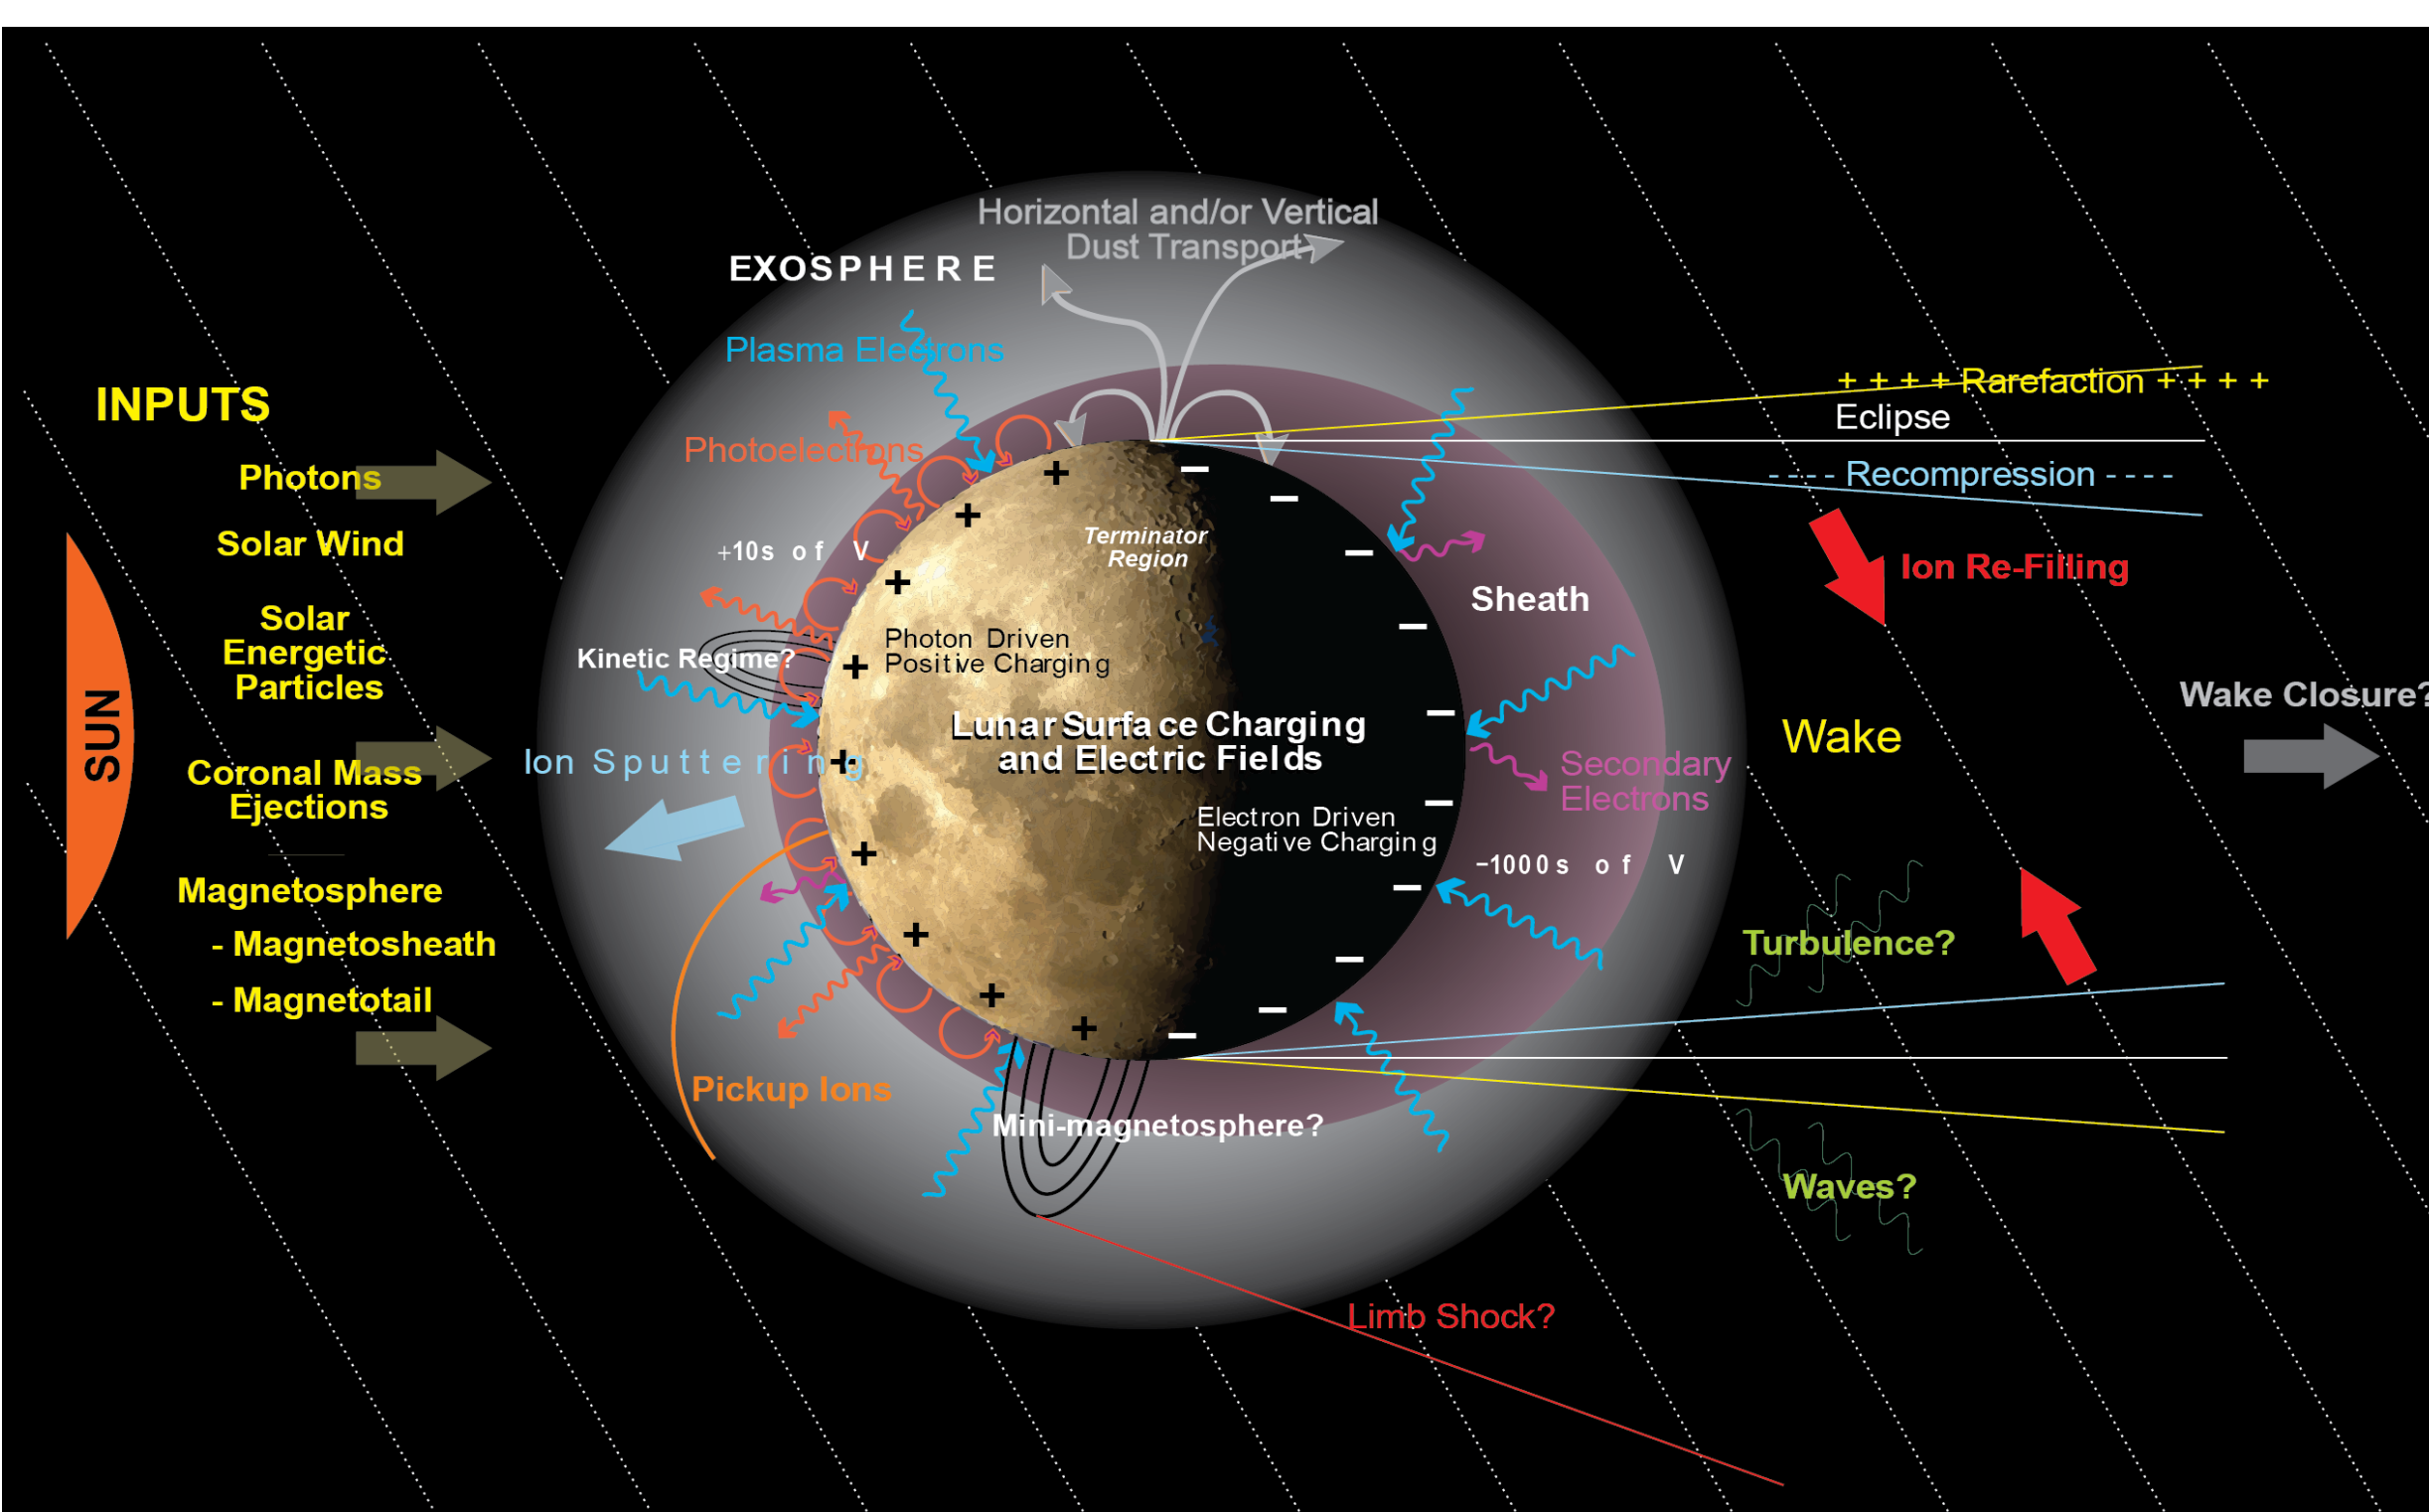 Horizontal and/or Vertical
Dust Transport
EXOSPHERE
Plasma Electrons
Photoelectrons
INPUTS
Photons
Solar Wind
Solar
Energetic
Particles
Coronal Mass
Ejections
Magnetosphere
- Magnetosheath
- Magnetotail
SUN
+10s of V
Kinetic Regime?
Ion Sputtering
Pickup Ions
Terminator
Region
Photon Driven
Positive Charging
Lunar Surface Charging
and Electric Fields
Electron Driven
Negative Charging
Mini-magnetosphere?
Limb Shock?
Sheath
Secondary
Electrons
−1000s of V
+ + + + Rarefaction + + + +
Eclipse
- - - - Recompression - - - -
Ion Re-Filling
Wake
Wake Closure?
Turbulence?
Waves?